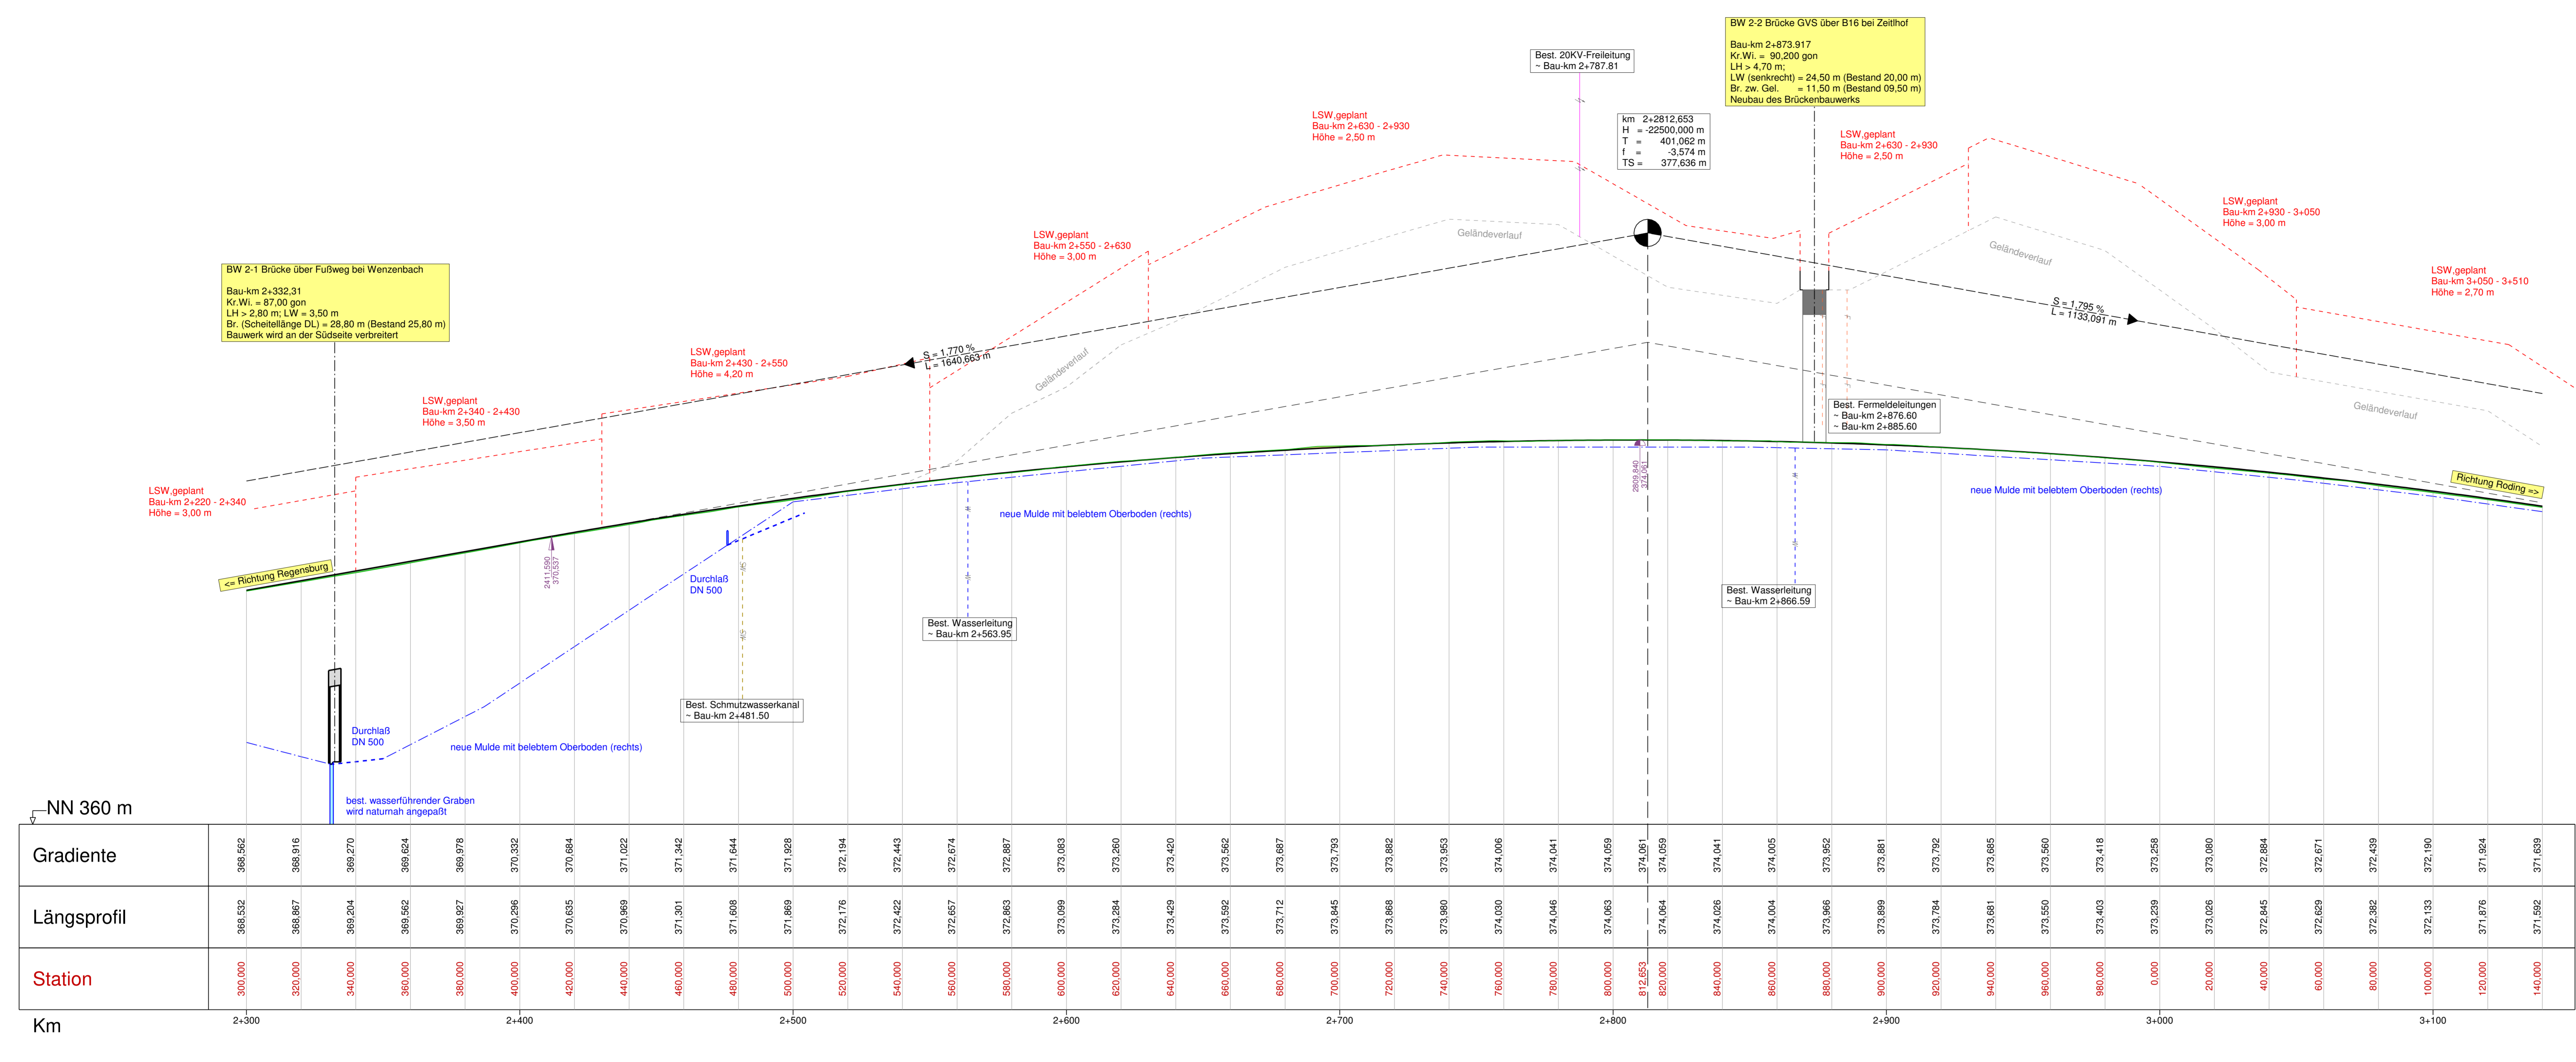 BW 2-2 Brücke GVS über B16 bei Zeitlhof
Bau-km 2+873.917
Kr.Wi. = 90,200 gon
LH > 4,70 m;
LW (senkrecht) = 24,50 m (Bestand 20,00 m)
Br. zw. Gel. = 11,50 m (Bestand 09,50 m)
Neubau des Brückenbauwerks
Best. 20KV-Freileitung
~ Bau-km 2+787.81
LSW,geplant
Bau-km 2+630 - 2+930
Höhe = 2,50 m
km 2+2812,653
H = -22500,000 m
T = 401,062 m
f = -3,574 m
TS = 377,636 m
LSW,geplant
Bau-km 2+630 - 2+930
Höhe = 2,50 m
LSW,geplant
Bau-km 2+930 - 3+050
Höhe = 3,00 m
LSW,geplant
Bau-km 2+550 - 2+630
Höhe = 3,00 m
Geländeverlauf
Geländeverlauf
LSW,geplant
Bau-km 3+050 - 3+510
Höhe = 2,70 m
BW 2-1 Brücke über Fußweg bei Wenzenbach
Bau-km 2+332,31
Kr.Wi. = 87,00 gon
LH > 2,80 m; LW = 3,50 m
Br. (Scheitellänge DL) = 28,80 m (Bestand 25,80 m)
Bauwerk wird an der Südseite verbreitert
S = 1,795 %
L = 1133,091 m
LSW,geplant
Bau-km 2+430 - 2+550
Höhe = 4,20 m
S = 1,770 %
L = 1640,663 m
Geländeverlauf
LSW,geplant
Bau-km 2+340 - 2+430
Höhe = 3,50 m
Best. Fermeldeleitungen
~ Bau-km 2+876.60
~ Bau-km 2+885.60
Geländeverlauf
LSW,geplant
Bau-km 2+220 - 2+340
Höhe = 3,00 m
2809,840
374,061
Richtung Roding =>
neue Mulde mit belebtem Oberboden (rechts)
neue Mulde mit belebtem Oberboden (rechts)
<= Richtung Regensburg
2411,590
370,537
Durchlaß
DN 500
Best. Wasserleitung
~ Bau-km 2+866.59
Best. Wasserleitung
~ Bau-km 2+563.95
Best. Schmutzwasserkanal
~ Bau-km 2+481.50
Durchlaß
DN 500
neue Mulde mit belebtem Oberboden (rechts)
best. wasserführender Graben
wird naturnah angepaßt
NN 360 m
Gradiente 368,562 368,916 369,270 369,624 369,978 370,332 370,684 371,022 371,342 371,644 371,928 372,194 372,443 372,674 372,887 373,083 373,260 373,420 373,562 373,687 373,793 373,882 373,953 374,006 374,041 374,059 374,061 374,059 374,041 374,005 373,952 373,881 373,792 373,685 373,560 373,418 373,258 373,080 372,884 372,671 372,439 372,190 371,924 371,639
Längsprofil 368,532 368,867 369,204 369,562 369,927 370,296 370,635 370,969 371,301 371,608 371,869 372,176 372,422 372,657 372,863 373,099 373,284 373,429 373,592 373,712 373,845 373,868 373,980 374,030 374,046 374,063 374,064 374,026 374,004 373,966 373,899 373,784 373,681 373,550 373,403 373,239 373,026 372,845 372,629 372,382 372,133 371,876 371,592
Station 300,000 320,000 340,000 360,000 380,000 400,000 420,000 440,000 460,000 480,000 500,000 520,000 540,000 560,000 580,000 600,000 620,000 640,000 660,000 680,000 700,000 720,000 740,000 760,000 780,000 800,000 812,653 820,000 840,000 860,000 880,000 900,000 920,000 940,000 960,000 980,000 0,000 20,000 40,000 60,000 80,000 100,000 120,000 140,000
Km 2+300 2+400 2+500 2+600 2+700 2+800 2+900 3+000 3+100